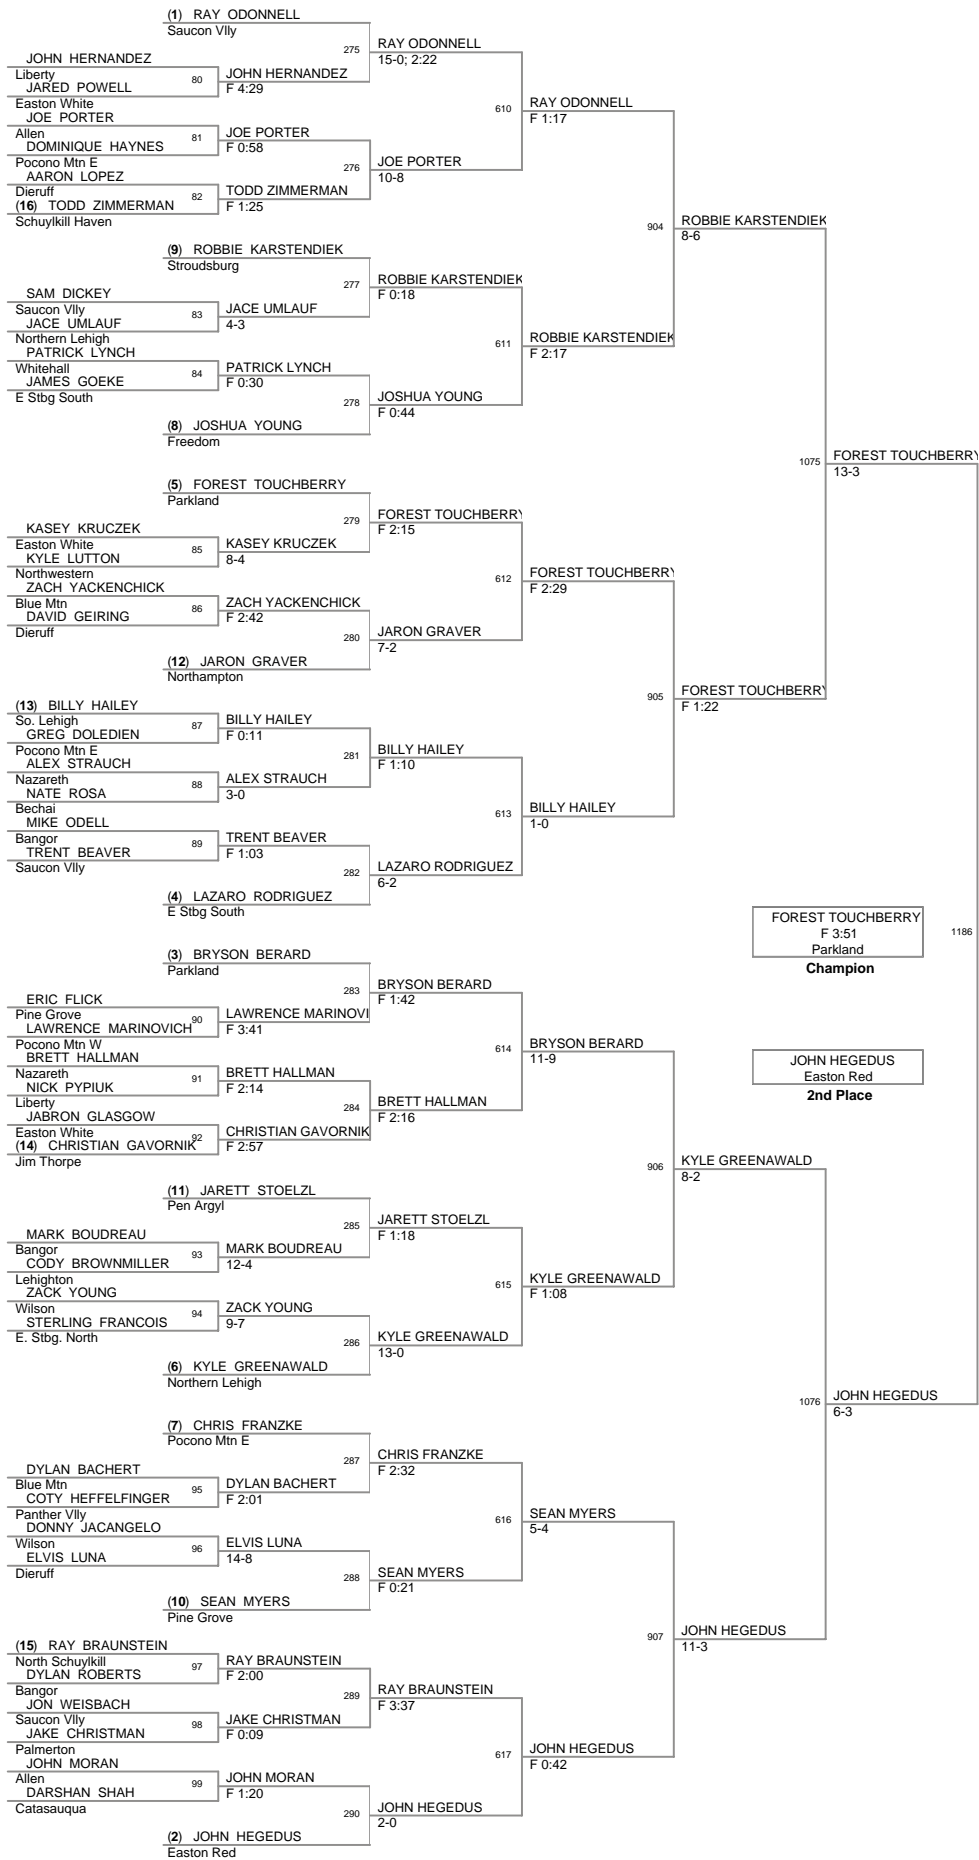 (1) RAY ODONNELL
Saucon Vlly
275
RAY ODONNELL
15-0; 2:22
JOHN HERNANDEZ
Liberty
80
JOHN HERNANDEZ
F 4:29
JARED POWELL
Easton White
610
RAY ODONNELL
F 1:17
JOE PORTER
Allen
81
JOE PORTER
F 0:58
DOMINIQUE HAYNES
Pocono Mtn E
276
JOE PORTER
10-8
AARON LOPEZ
Dieruff
82
TODD ZIMMERMAN
F 1:25
(16) TODD ZIMMERMAN
Schuylkill Haven
904
ROBBIE KARSTENDIEK
8-6
(9) ROBBIE KARSTENDIEK
Stroudsburg
277
ROBBIE KARSTENDIEK
F 0:18
SAM DICKEY
Saucon Vlly
83
JACE UMLAUF
4-3
JACE UMLAUF
Northern Lehigh
611
ROBBIE KARSTENDIEK
F 2:17
PATRICK LYNCH
Whitehall
84
PATRICK LYNCH
F 0:30
JAMES GOEKE
E Stbg South
278
JOSHUA YOUNG
F 0:44
(8) JOSHUA YOUNG
Freedom
1075
FOREST TOUCHBERRY
13-3
(5) FOREST TOUCHBERRY
Parkland
279
FOREST TOUCHBERRY
F 2:15
KASEY KRUCZEK
Easton White
85
KASEY KRUCZEK
8-4
KYLE LUTTON
Northwestern
612
FOREST TOUCHBERRY
F 2:29
ZACH YACKENCHICK
Blue Mtn
86
ZACH YACKENCHICK
F 2:42
DAVID GEIRING
Dieruff
280
JARON GRAVER
7-2
(12) JARON GRAVER
Northampton
905
FOREST TOUCHBERRY
F 1:22
(13) BILLY HAILEY
So. Lehigh
87
BILLY HAILEY
F 0:11
GREG DOLEDIEN
Pocono Mtn E
281
BILLY HAILEY
F 1:10
ALEX STRAUCH
Nazareth
88
ALEX STRAUCH
3-0
NATE ROSA
Bechai
613
BILLY HAILEY
1-0
MIKE ODELL
Bangor
89
TRENT BEAVER
F 1:03
TRENT BEAVER
Saucon Vlly
282
LAZARO RODRIGUEZ
6-2
(4) LAZARO RODRIGUEZ
E Stbg South
FOREST TOUCHBERRY
F 3:51
Parkland
Champion
1186
(3) BRYSON BERARD
Parkland
283
BRYSON BERARD
F 1:42
ERIC FLICK
Pine Grove
90
LAWRENCE MARINOVI
F 3:41
LAWRENCE MARINOVICH
Pocono Mtn W
614
BRYSON BERARD
11-9
BRETT HALLMAN
Nazareth
91
BRETT HALLMAN
F 2:14
NICK PYPIUK
Liberty
284
BRETT HALLMAN
F 2:16
JABRON GLASGOW
Easton White
92
CHRISTIAN GAVORNIK
F 2:57
(14) CHRISTIAN GAVORNIK
Jim Thorpe
JOHN HEGEDUS
Easton Red
2nd Place
906
KYLE GREENAWALD
8-2
(11) JARETT STOELZL
Pen Argyl
285
JARETT STOELZL
F 1:18
MARK BOUDREAU
Bangor
93
MARK BOUDREAU
12-4
CODY BROWNMILLER
Lehighton
615
KYLE GREENAWALD
F 1:08
ZACK YOUNG
Wilson
94
ZACK YOUNG
9-7
STERLING FRANCOIS
E. Stbg. North
286
KYLE GREENAWALD
13-0
(6) KYLE GREENAWALD
Northern Lehigh
1076
JOHN HEGEDUS
6-3
(7) CHRIS FRANZKE
Pocono Mtn E
287
CHRIS FRANZKE
F 2:32
DYLAN BACHERT
Blue Mtn
95
DYLAN BACHERT
F 2:01
COTY HEFFELFINGER
Panther Vlly
616
SEAN MYERS
5-4
DONNY JACANGELO
Wilson
96
ELVIS LUNA
14-8
ELVIS LUNA
Dieruff
288
SEAN MYERS
F 0:21
(10) SEAN MYERS
Pine Grove
907
JOHN HEGEDUS
11-3
(15) RAY BRAUNSTEIN
North Schuylkill
97
RAY BRAUNSTEIN
F 2:00
DYLAN ROBERTS
Bangor
289
RAY BRAUNSTEIN
F 3:37
JON WEISBACH
Saucon Vlly
98
JAKE CHRISTMAN
F 0:09
JAKE CHRISTMAN
Palmerton
617
JOHN HEGEDUS
F 0:42
JOHN MORAN
Allen
99
JOHN MORAN
F 1:20
DARSHAN SHAH
Catasauqua
290
JOHN HEGEDUS
2-0
(2) JOHN HEGEDUS
Easton Red